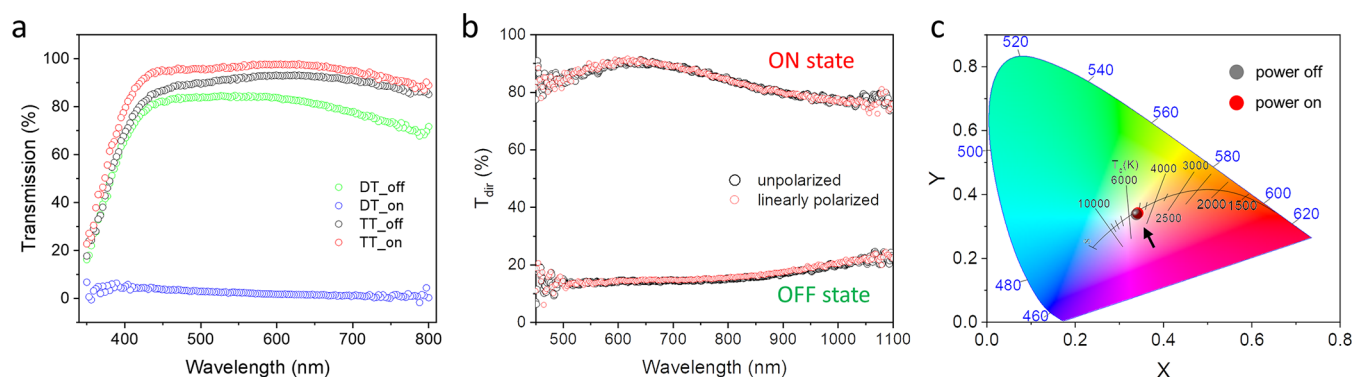 a
100
80
60
40
20
0
Transmission (%)
DT_off
DT_on
TT_off
TT_on
400
500
600
700
800
Wavelength (nm)
b
100
80
60
40
20
0
Tdir (%)
ON state
unpolarized
linearly polarized
OFF state
500
600
700
800
900
1000
1100
Wavelength (nm)
c
0.8
0.6
0.4
0.2
0.0
Y
520
540
560
580
600
620
500
480
460
power off
power on
Tc(K)
10000
6000
4000
3000
2500
2000
1500
∞
0.0
0.2
0.4
0.6
0.8
X